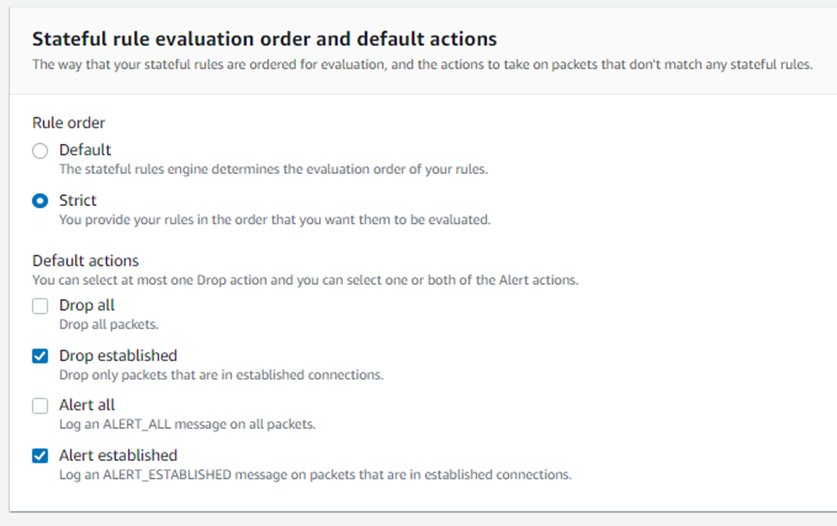 Stateful rule evaluation order and default actions
The way that your stateful rules are ordered for evaluation, and the actions to take on packets that don't match any stateful rules.
Rule order
Default
The stateful rules engine determines the evaluation order of your rules.
Strict
You provide your rules in the order that you want them to be evaluated.
Default actions
You can select at most one Drop action and you can select one or both of the Alert actions.
Drop all
Drop all packets.
Drop established
Drop only packets that are in established connections.
Alert all
Log an ALERT_ALL message on all packets.
Alert established
Log an ALERT_ESTABLISHED message on packets that are in established connections.